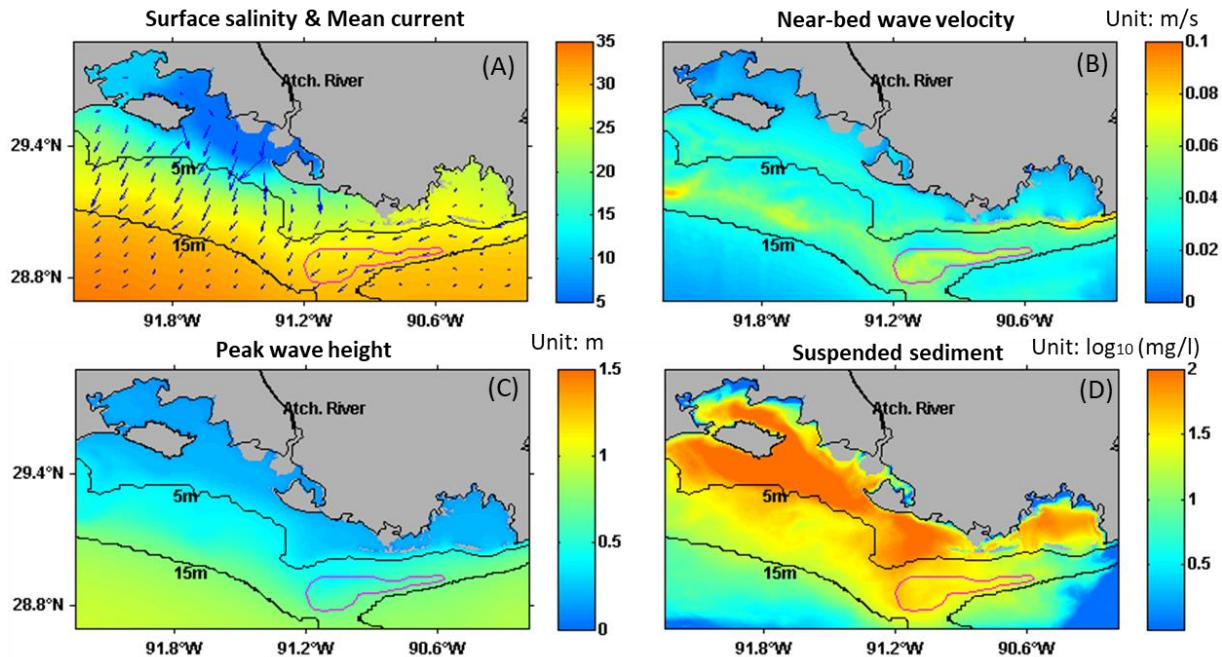 Surface salinity & Mean current
(A)
Atch. River
5m
15m
29.4°N
28.8°N
91.8°W 91.2°W 90.6°W
35
30
25
20
15
10
5
Near-bed wave velocity
Unit: m/s
(B)
Atch. River
5m
15m
91.8°W 91.2°W 90.6°W
0.1
0.08
0.06
0.04
0.02
0
Peak wave height
Unit: m
(C)
Atch. River
5m
15m
29.4°N
28.8°N
91.8°W 91.2°W 90.6°W
1.5
1
0.5
0
Suspended sediment
Unit: log₁₀ (mg/l)
(D)
Atch. River
5m
15m
91.8°W 91.2°W 90.6°W
2
1.5
1
0.5